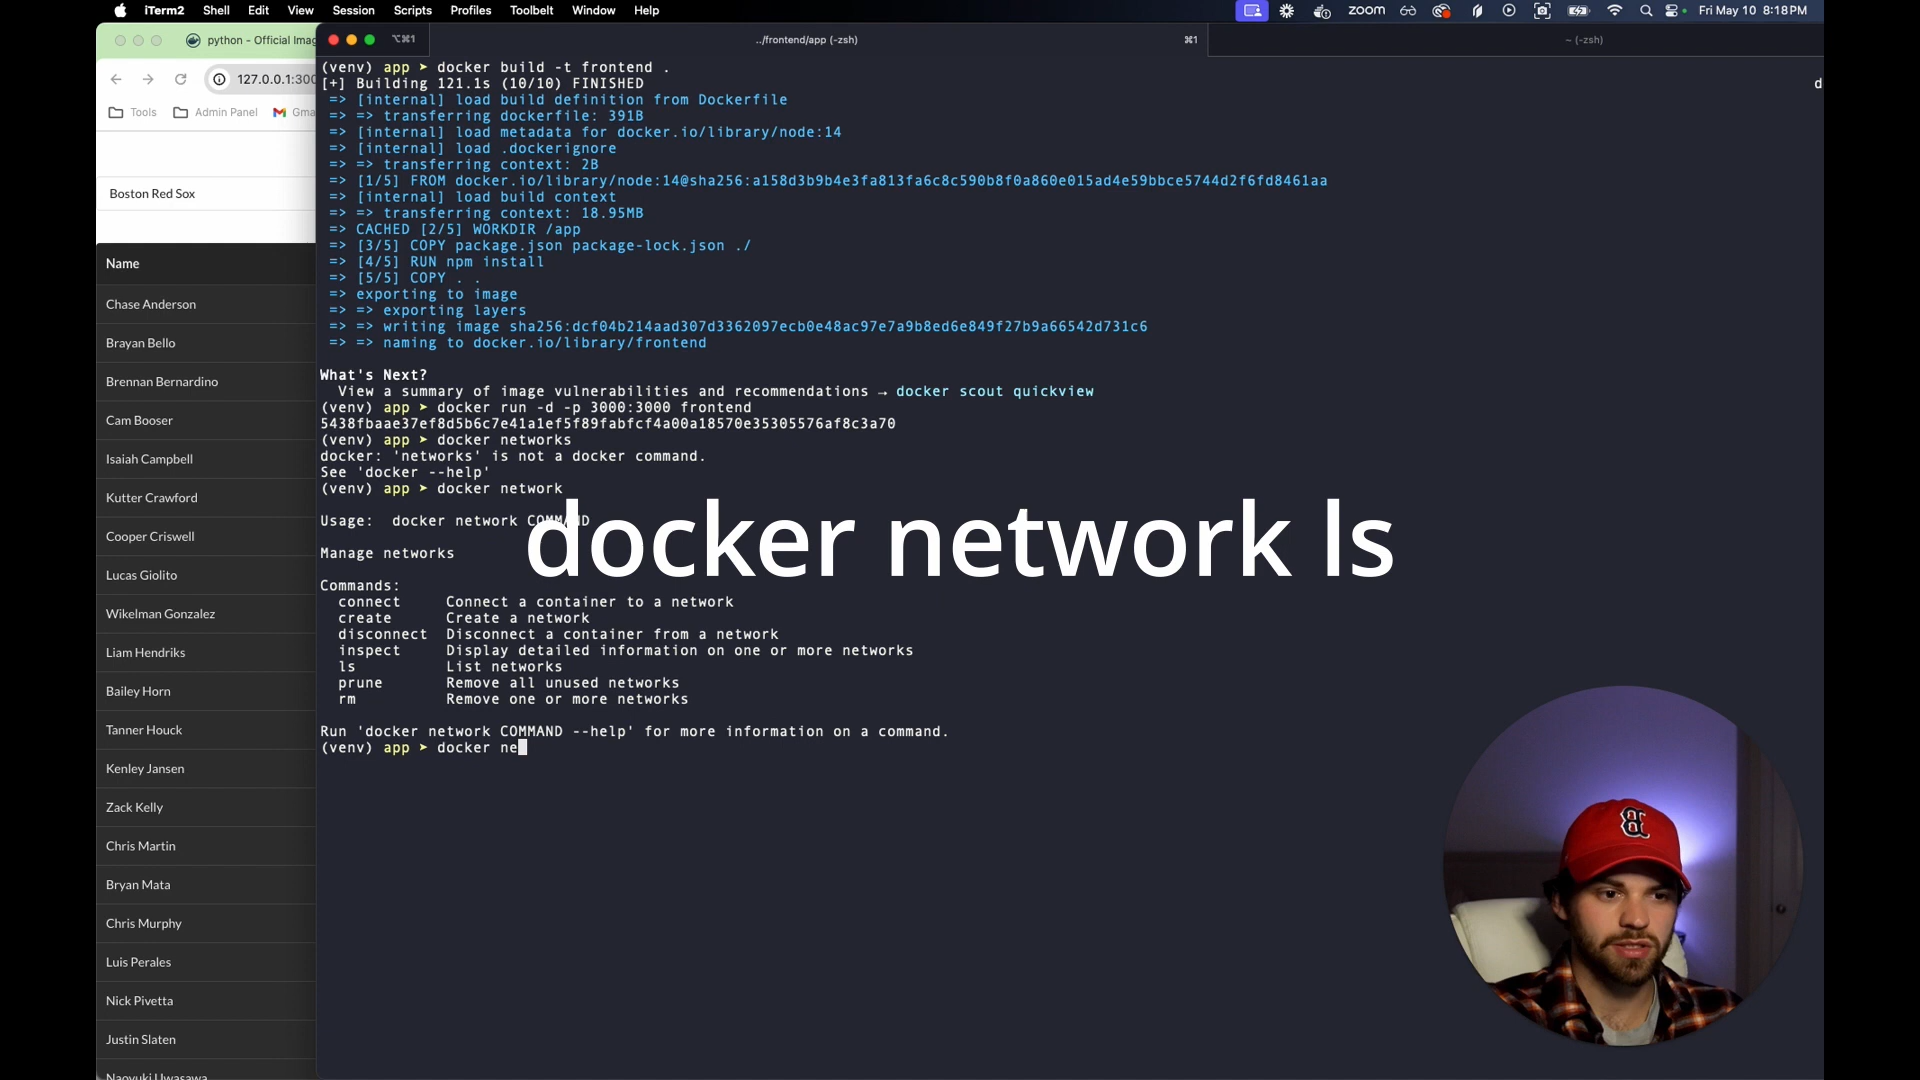 iTerm2 Shell Edit View Session Scripts Profiles Toolbelt Window Help zoom Fri May 10 8:18 PM
python - Official Imag
⌥⌘1
../frontend/app (-zsh)
⌘1
~ (-zsh)
127.0.0.1:300
Tools
Admin Panel
Gma
Boston Red Sox
Name
Chase Anderson
Brayan Bello
Brennan Bernardino
Cam Booser
Isaiah Campbell
Kutter Crawford
Cooper Criswell
Lucas Giolito
Wikelman Gonzalez
Liam Hendriks
Bailey Horn
Tanner Houck
Kenley Jansen
Zack Kelly
Chris Martin
Bryan Mata
Chris Murphy
Luis Perales
Nick Pivetta
Justin Slaten
Naoyuki Uwasawa
(venv) app ➤ docker build -t frontend .
[+] Building 121.1s (10/10) FINISHED
d
=> [internal] load build definition from Dockerfile
=> => transferring dockerfile: 391B
=> [internal] load metadata for docker.io/library/node:14
=> [internal] load .dockerignore
=> => transferring context: 2B
=> [1/5] FROM docker.io/library/node:14@sha256:a158d3b9b4e3fa813fa6c8c590b8f0a860e015ad4e59bbce5744d2f6fd8461aa
=> [internal] load build context
=> => transferring context: 18.95MB
=> CACHED [2/5] WORKDIR /app
=> [3/5] COPY package.json package-lock.json ./
=> [4/5] RUN npm install
=> [5/5] COPY . .
=> exporting to image
=> => exporting layers
=> => writing image sha256:dcf04b214aad307d3362097ecb0e48ac97e7a9b8ed6e849f27b9a66542d731c6
=> => naming to docker.io/library/frontend
What's Next?
View a summary of image vulnerabilities and recommendations → docker scout quickview
(venv) app ➤ docker run -d -p 3000:3000 frontend
5438fbaae37ef8d5b6c7e41a1ef5f89fabfcf4a00a18570e35305576af8c3a70
(venv) app ➤ docker networks
docker: 'networks' is not a docker command.
See 'docker --help'
(venv) app ➤ docker network
Usage:  docker network COMMAND
docker network ls
Manage networks
Commands:
connect     Connect a container to a network
create      Create a network
disconnect  Disconnect a container from a network
inspect     Display detailed information on one or more networks
ls          List networks
prune       Remove all unused networks
rm          Remove one or more networks
Run 'docker network COMMAND --help' for more information on a command.
(venv) app ➤ docker ne
B